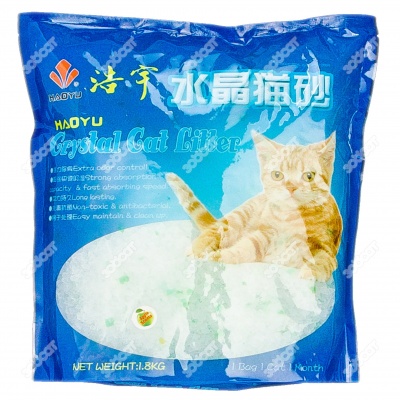 浩宇
水晶猫砂
HAOYU
HAOYU
Crystal Cat Litter
Extra odor control
Strong absorption
capacity & fast absorbing speed
Long lasting.
Non-toxic & antibacterial
Easy maintain & clean up
NET WEIGHT:1.8KG
1 Bag 1 Cat 1 Month